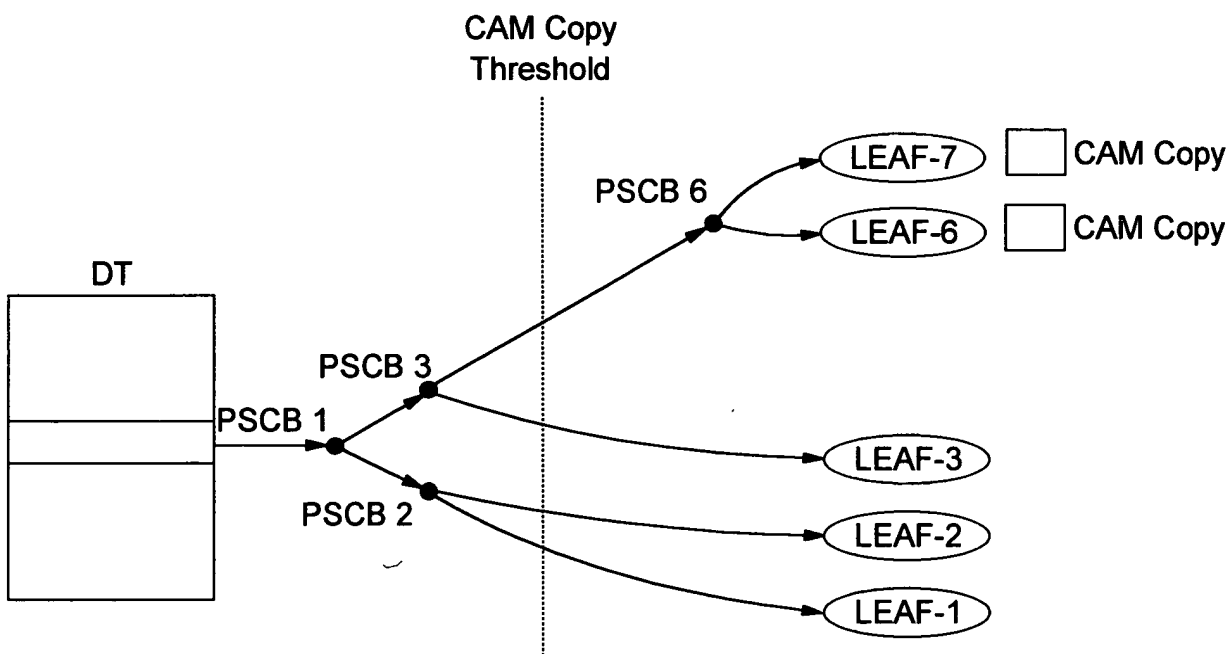 CAM Copy
Threshold
LEAF-7
CAM Copy
PSCB 6
LEAF-6
CAM Copy
DT
PSCB 3
PSCB 1
LEAF-3
PSCB 2
LEAF-2
LEAF-1